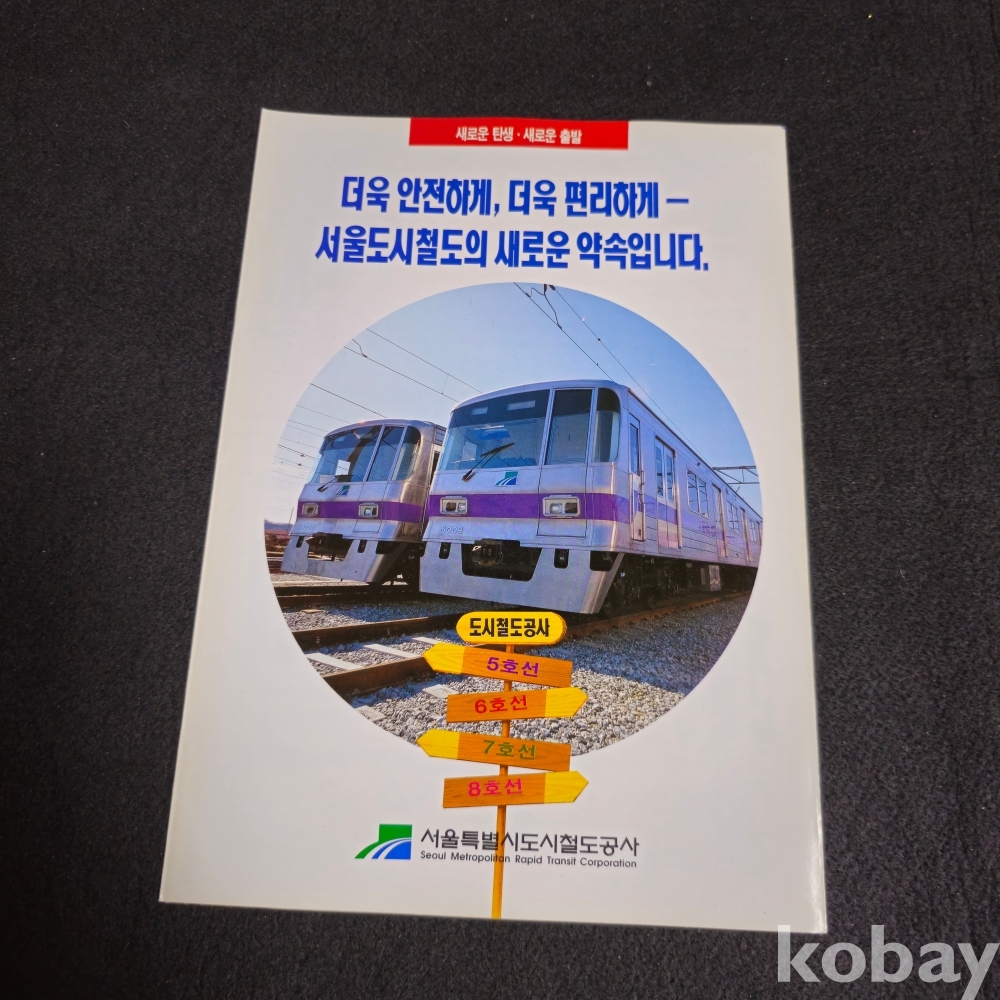 새로운 탄생 · 새로운 출발
더욱 안전하게, 더욱 편리하게 –
서울도시철도의 새로운 약속입니다.
5004
도시철도공사
5호선
6호선
7호선
8호선
서울특별시도시철도공사
Seoul Metropolitan Rapid Transit Corporation
kobay